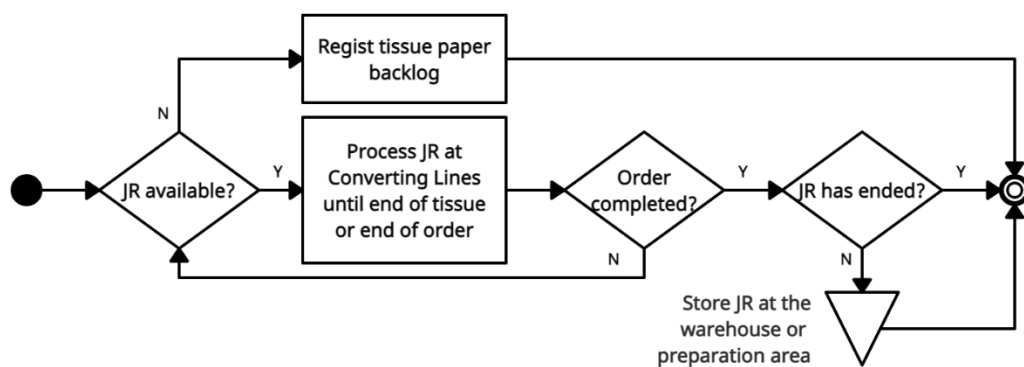 Regist tissue paper
backlog
N
JR available?
Y
Process JR at
Converting Lines
until end of tissue
or end of order
Order
completed?
Y
N
JR has ended?
Y
N
Store JR at the
warehouse or
preparation area